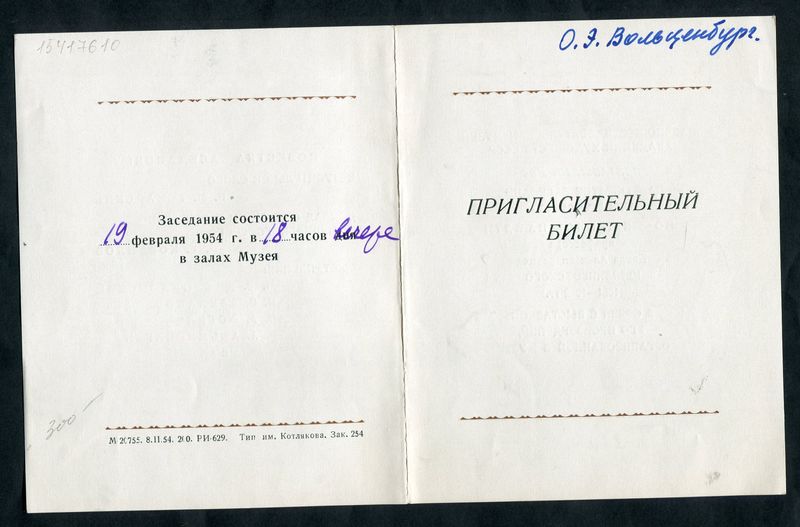 15417610
Заседание состоится
19 февраля 1954 г. в 18 часов вечера
в залах Музея
300 —
М 20755. 8.II.54. 200. РИ-629. Тип им. Котлякова. Зак. 254
О. Э. Вольценбург.
ПРИГЛАСИТЕЛЬНЫЙ
БИЛЕТ